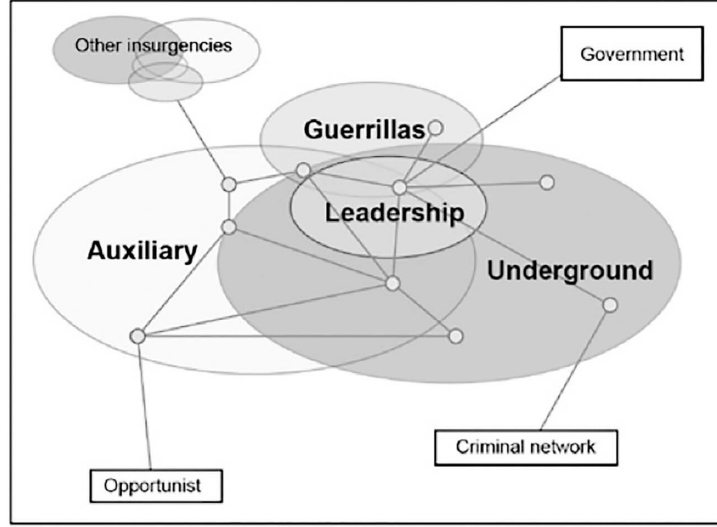 Other insurgencies
Government
Guerrillas
Leadership
Auxiliary
Underground
Criminal network
Opportunist